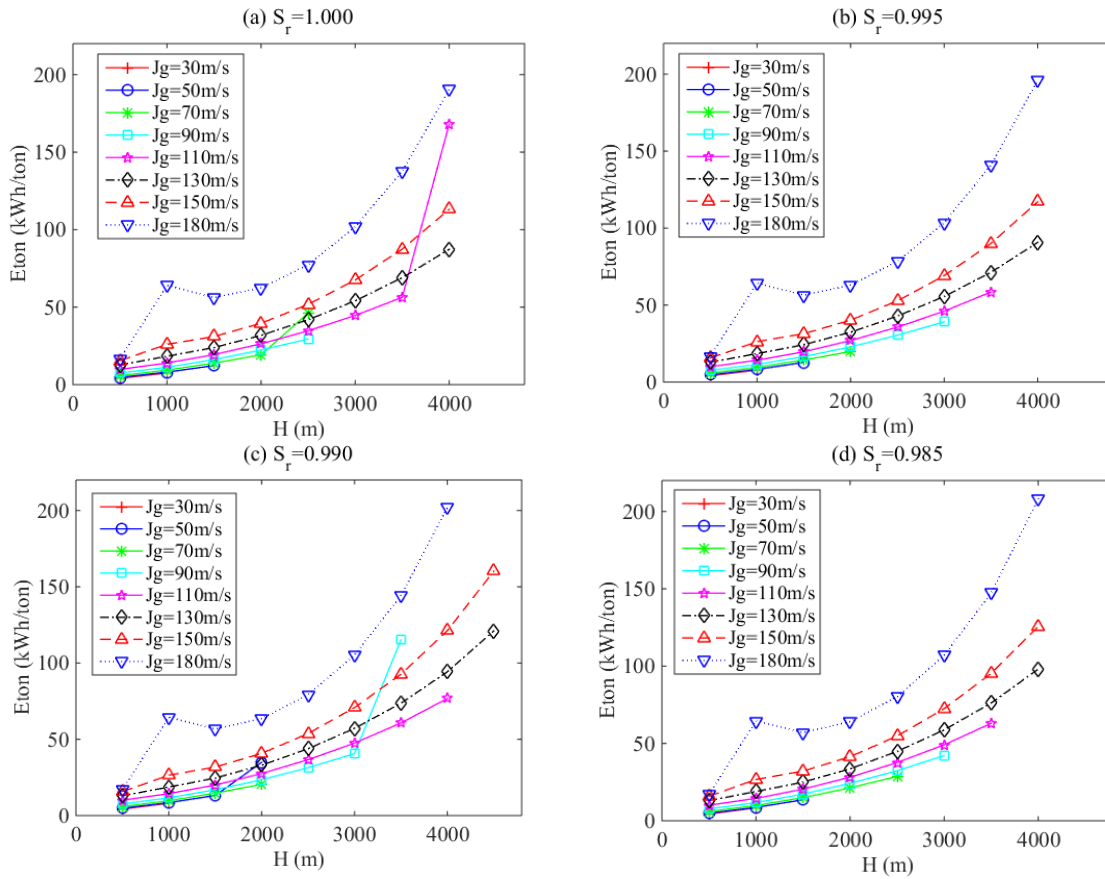 (a) S_r=1.000
Eton (kWh/ton)
200
150
100
50
0
Jg=30m/s
Jg=50m/s
Jg=70m/s
Jg=90m/s
Jg=110m/s
Jg=130m/s
Jg=150m/s
Jg=180m/s
0 1000 2000 3000 4000
H (m)
(b) S_r=0.995
Eton (kWh/ton)
200
150
100
50
0
Jg=30m/s
Jg=50m/s
Jg=70m/s
Jg=90m/s
Jg=110m/s
Jg=130m/s
Jg=150m/s
Jg=180m/s
0 1000 2000 3000 4000
H (m)
(c) S_r=0.990
Eton (kWh/ton)
200
150
100
50
0
Jg=30m/s
Jg=50m/s
Jg=70m/s
Jg=90m/s
Jg=110m/s
Jg=130m/s
Jg=150m/s
Jg=180m/s
0 1000 2000 3000 4000
H (m)
(d) S_r=0.985
Eton (kWh/ton)
200
150
100
50
0
Jg=30m/s
Jg=50m/s
Jg=70m/s
Jg=90m/s
Jg=110m/s
Jg=130m/s
Jg=150m/s
Jg=180m/s
0 1000 2000 3000 4000
H (m)